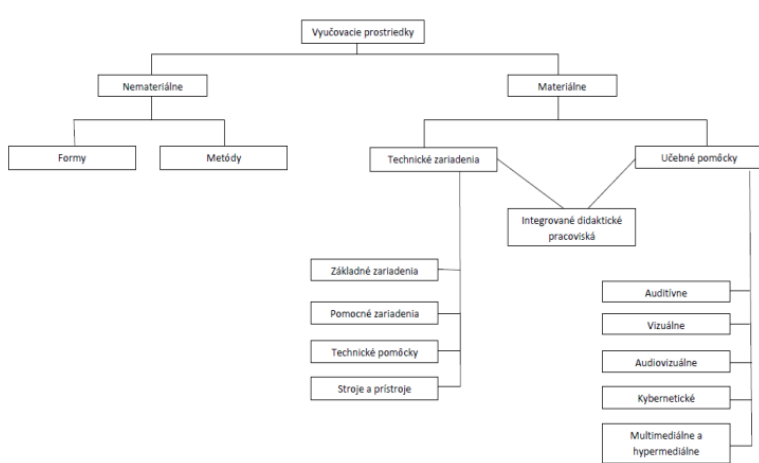 Vyučovacie prostriedky
Nemateriálne
Materiálne
Formy
Metódy
Technické zariadenia
Učebné pomôcky
Integrované didaktické
pracoviská
Základné zariadenia
Pomocné zariadenia
Technické pomôcky
Stroje a prístroje
Auditívne
Vizuálne
Audiovizuálne
Kybernetické
Multimediálne a
hypermediálne